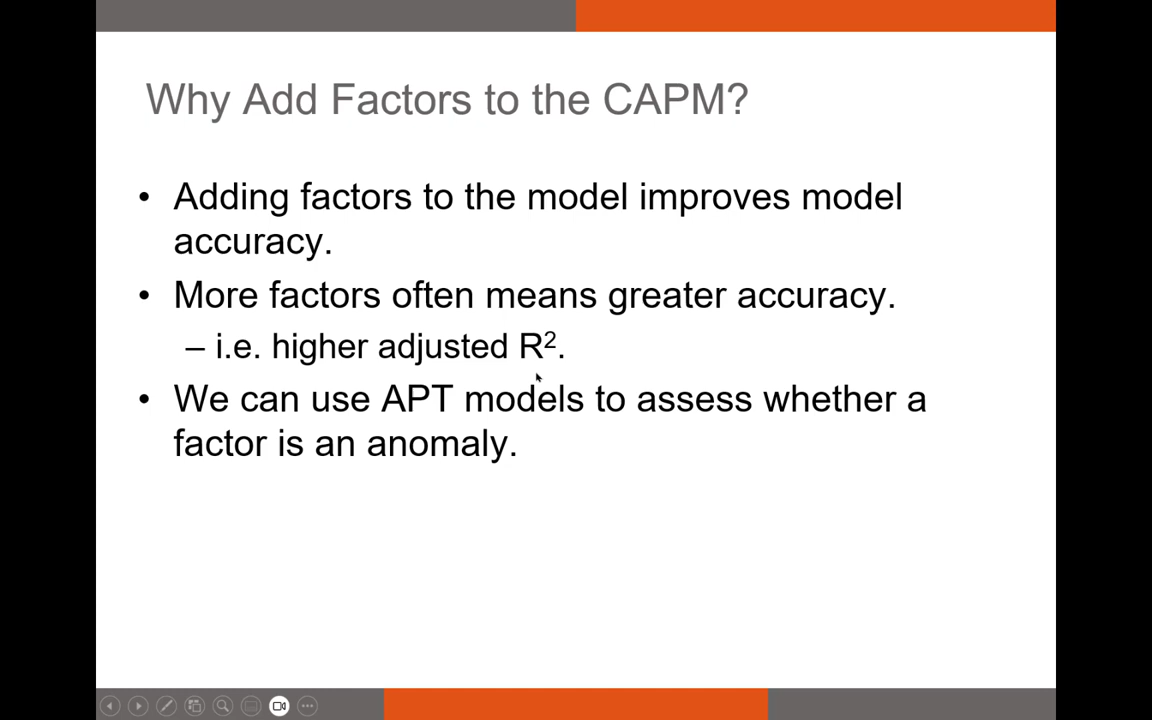 Why Add Factors to the CAPM?
• Adding factors to the model improves model
accuracy.
• More factors often means greater accuracy.
– i.e. higher adjusted R².
• We can use APT models to assess whether a
factor is an anomaly.